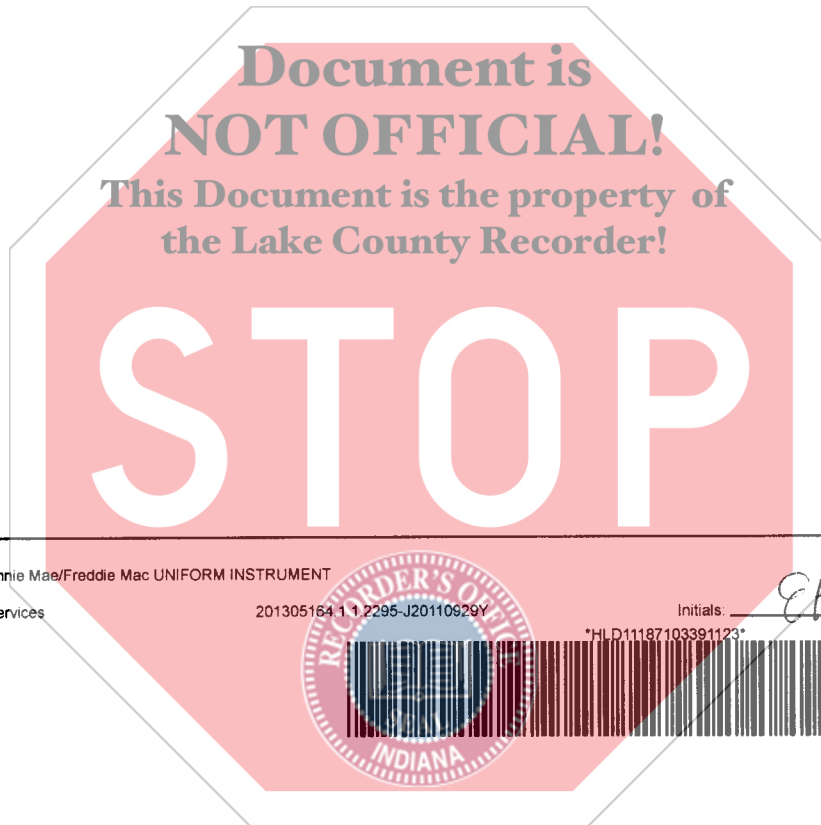 Document is
NOT OFFICIAL!
This Document is the property of
the Lake County Recorder!
STOP
nnie Mae/Freddie Mac UNIFORM INSTRUMENT
ervices 201305164.1.1.2295-J20110929Y Initials:
*HLD11187103391123*
RECORDER'S OFFICE
SEAL
INDIANA